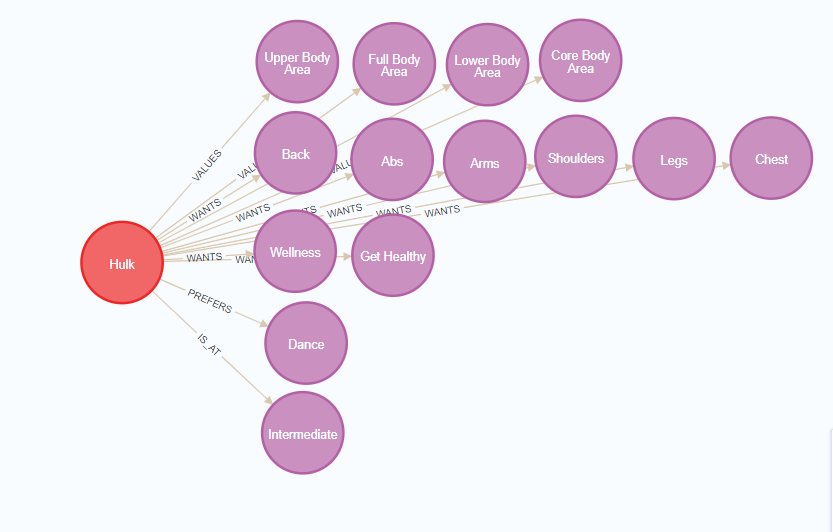 Upper Body
Area
Full Body
Area
Lower Body
Area
Core Body
Area
VALUES
Back
Abs
Arms
Shoulders
Legs
Chest
WANTS
WANTS
WANTS
WANTS
WANTS
Hulk
WANTS
Wellness
Get Healthy
PREFERS
Dance
IS_AT
Intermediate